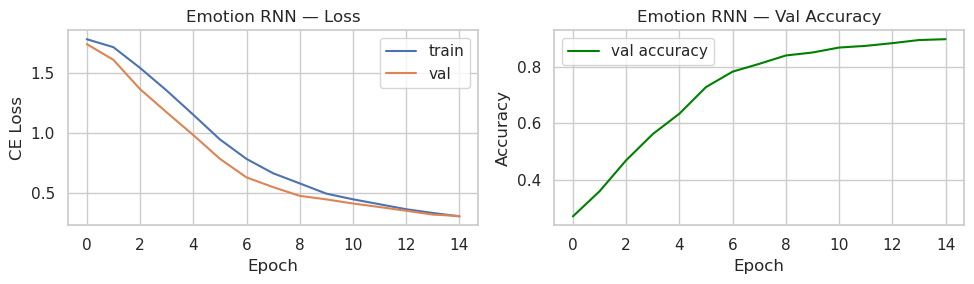 Emotion RNN — Loss
train
val
1.5
1.0
0.5
CE Loss
0 2 4 6 8 10 12 14
Epoch
Emotion RNN — Val Accuracy
val accuracy
0.8
0.6
0.4
Accuracy
0 2 4 6 8 10 12 14
Epoch